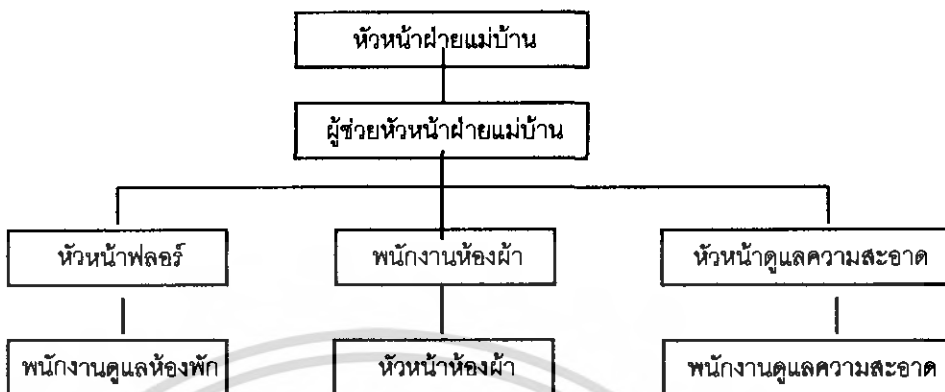 หัวหน้าฝ่ายแม่บ้าน
ผู้ช่วยหัวหน้าฝ่ายแม่บ้าน
หัวหน้าฟลอร์ พนักงานห้องผ้า หัวหน้าดูแลความสะอาด
พนักงานดูแลห้องพัก หัวหน้าห้องผ้า พนักงานดูแลความสะอาด